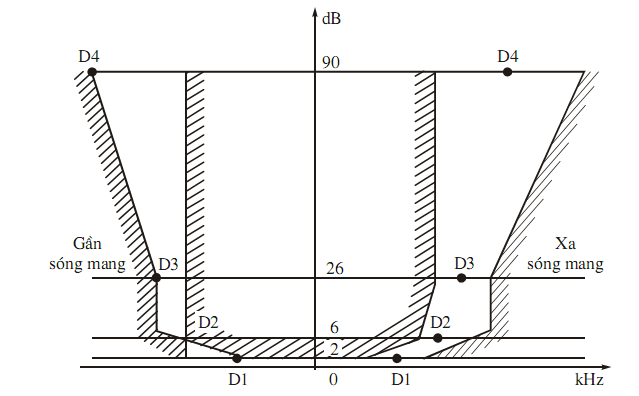 dB
D4
90
D4
Gần
sóng mang
D3
26
D3
Xa
sóng mang
D2
6
D2
2
D1
0
D1
kHz